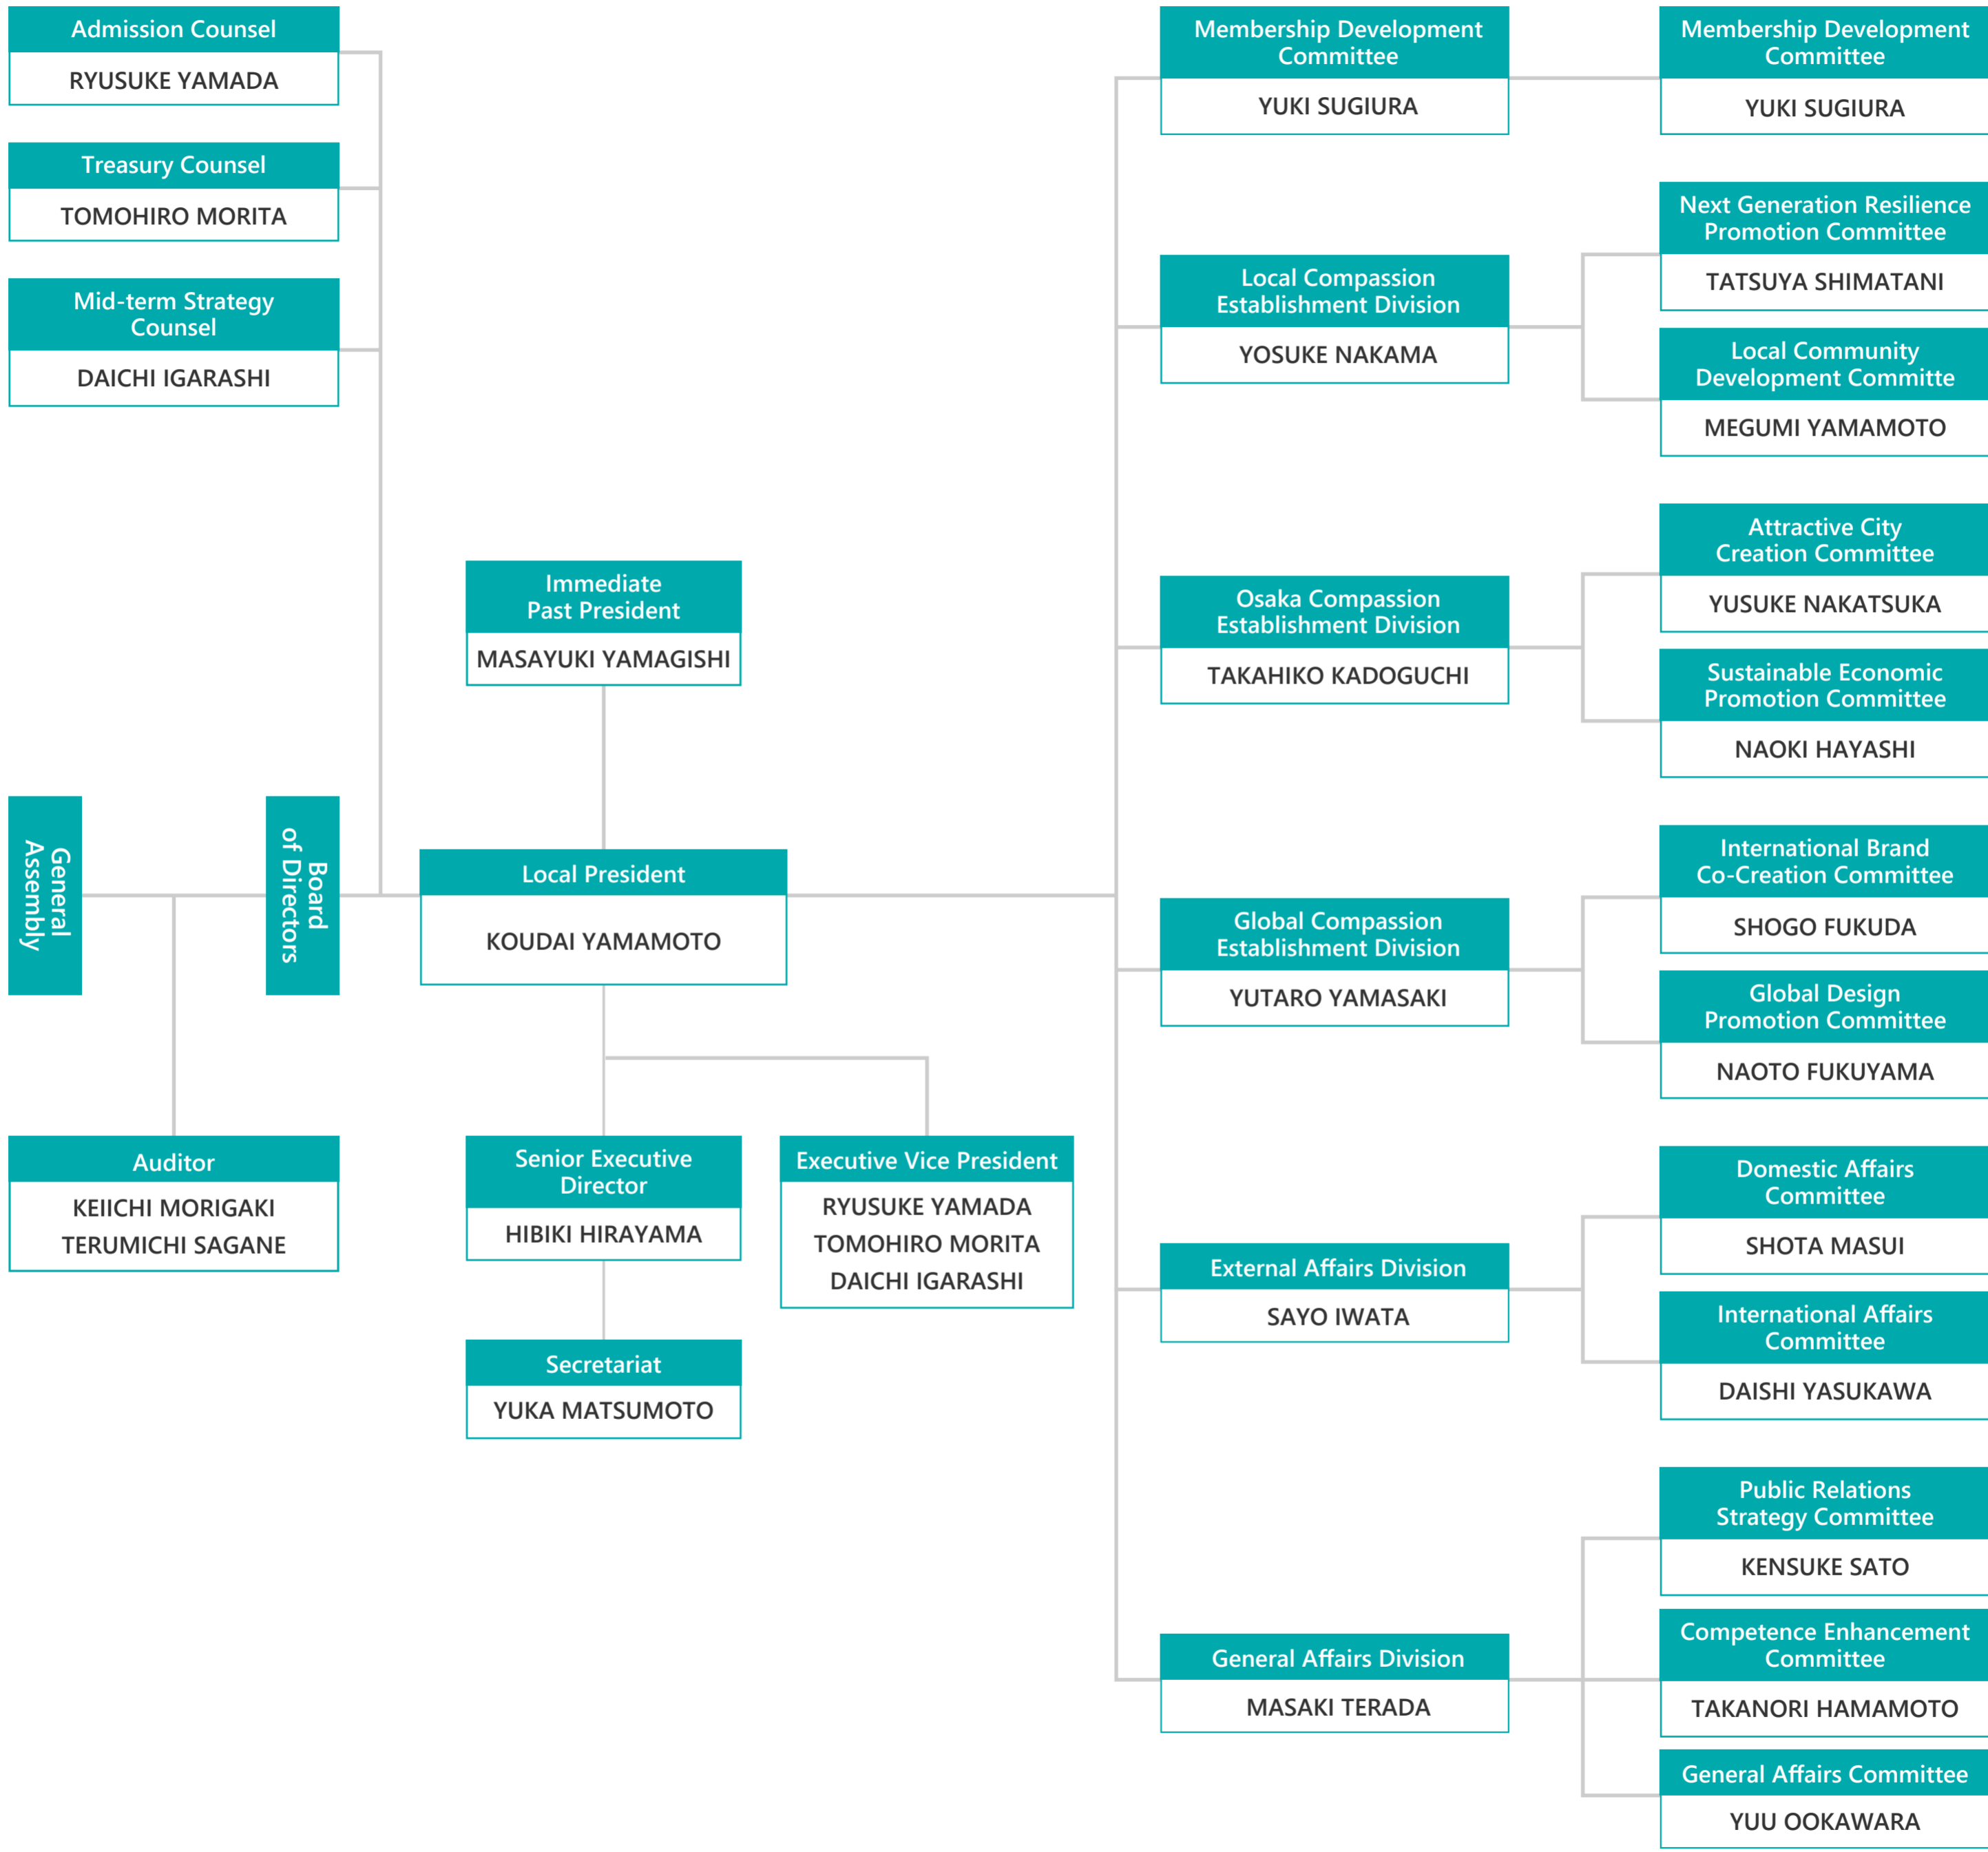 Admission Counsel
RYUSUKE YAMADA
Treasury Counsel
TOMOHIRO MORITA
Mid-term Strategy
Counsel
DAICHI IGARASHI
General
Assembly
Board
of Directors
Auditor
KEIICHI MORIGAKI
TERUMICHI SAGANE
Immediate
Past President
MASAYUKI YAMAGISHI
Local President
KOUDAI YAMAMOTO
Senior Executive
Director
HIBIKI HIRAYAMA
Secretariat
YUKA MATSUMOTO
Executive Vice President
RYUSUKE YAMADA
TOMOHIRO MORITA
DAICHI IGARASHI
Membership Development
Committee
YUKI SUGIURA
Membership Development
Committee
YUKI SUGIURA
Local Compassion
Establishment Division
YOSUKE NAKAMA
Next Generation Resilience
Promotion Committee
TATSUYA SHIMATANI
Local Community
Development Committe
MEGUMI YAMAMOTO
Osaka Compassion
Establishment Division
TAKAHIKO KADOGUCHI
Attractive City
Creation Committee
YUSUKE NAKATSUKA
Sustainable Economic
Promotion Committee
NAOKI HAYASHI
Global Compassion
Establishment Division
YUTARO YAMASAKI
International Brand
Co-Creation Committee
SHOGO FUKUDA
Global Design
Promotion Committee
NAOTO FUKUYAMA
External Affairs Division
SAYO IWATA
Domestic Affairs
Committee
SHOTA MASUI
International Affairs
Committee
DAISHI YASUKAWA
General Affairs Division
MASAKI TERADA
Public Relations
Strategy Committee
KENSUKE SATO
Competence Enhancement
Committee
TAKANORI HAMAMOTO
General Affairs Committee
YUU OOKAWARA